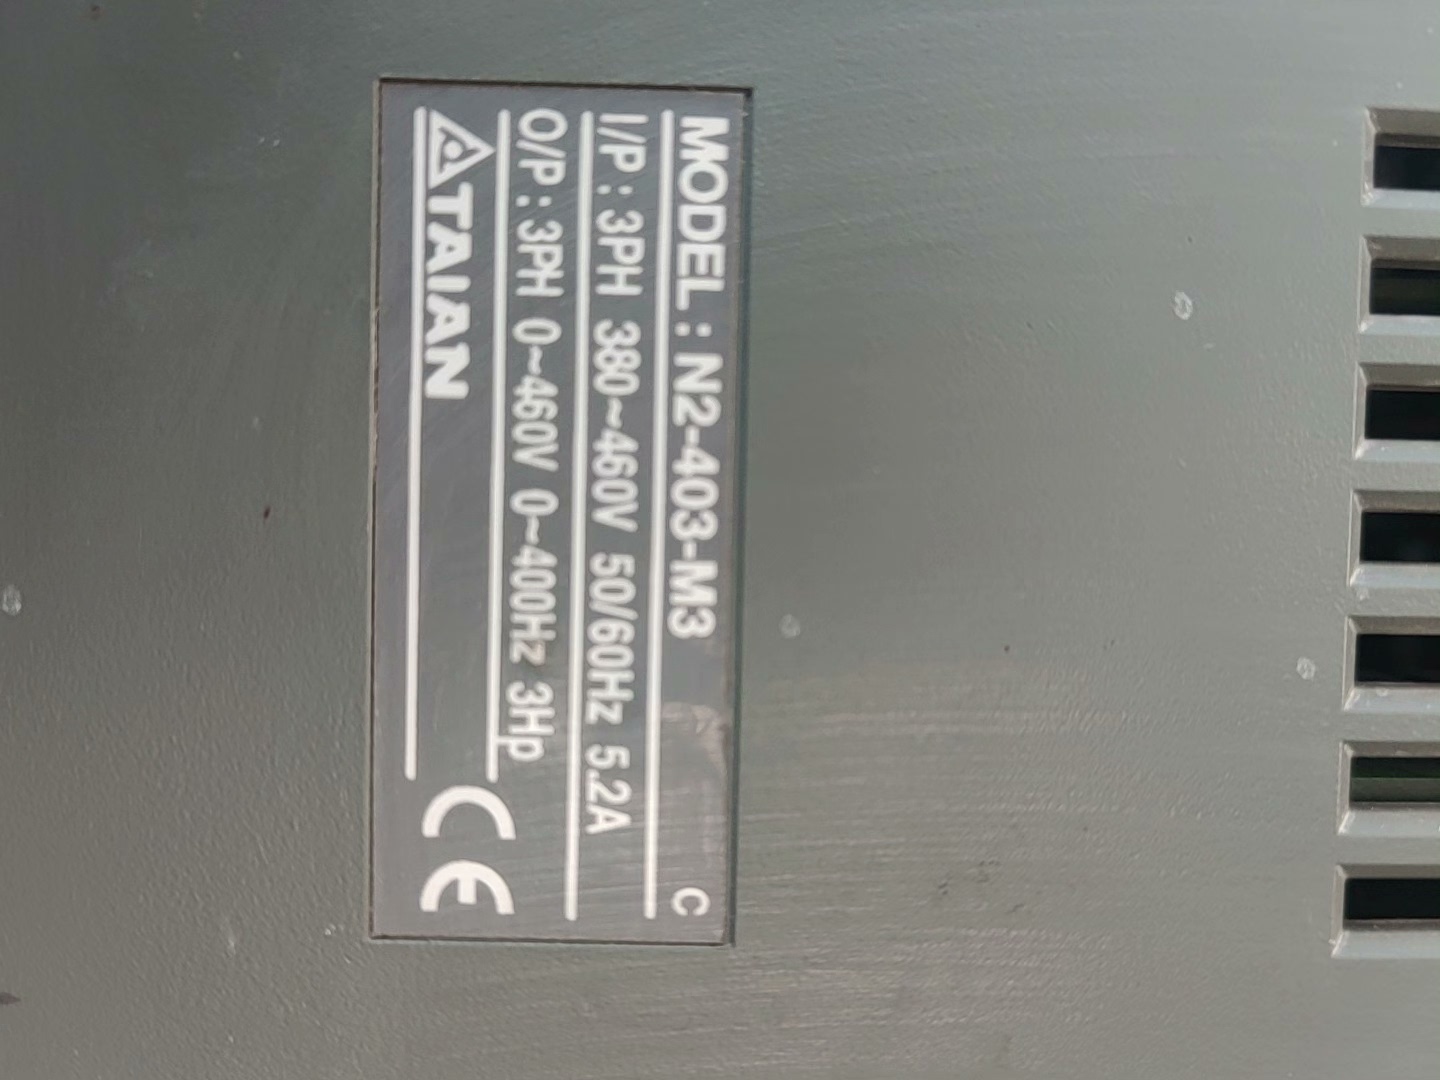 MODEL : N2-403-M3 C
I/P : 3PH 380~460V 50/60Hz 5.2A
O/P : 3PH 0~460V 0~400Hz 3Hp
TAIAN CE